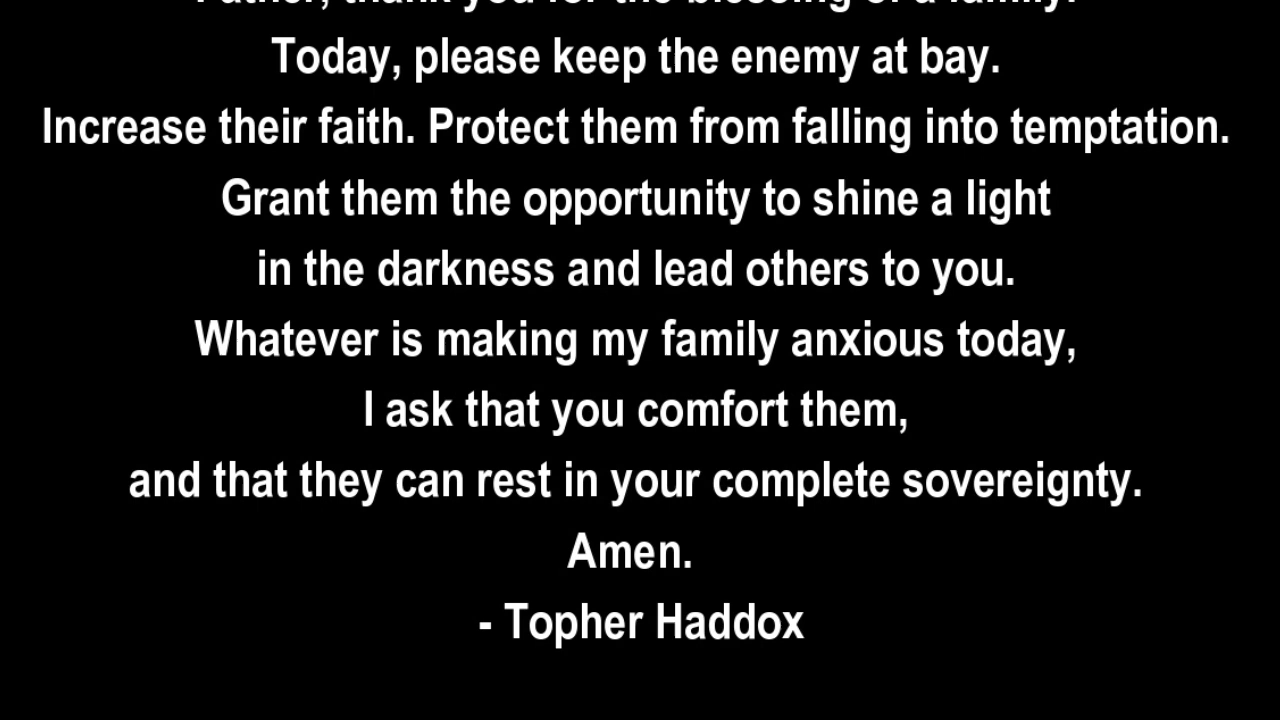 Father, thank you for the blessing of a family.
Today, please keep the enemy at bay.
Increase their faith. Protect them from falling into temptation.
Grant them the opportunity to shine a light
in the darkness and lead others to you.
Whatever is making my family anxious today,
I ask that you comfort them,
and that they can rest in your complete sovereignty.
Amen.
- Topher Haddox